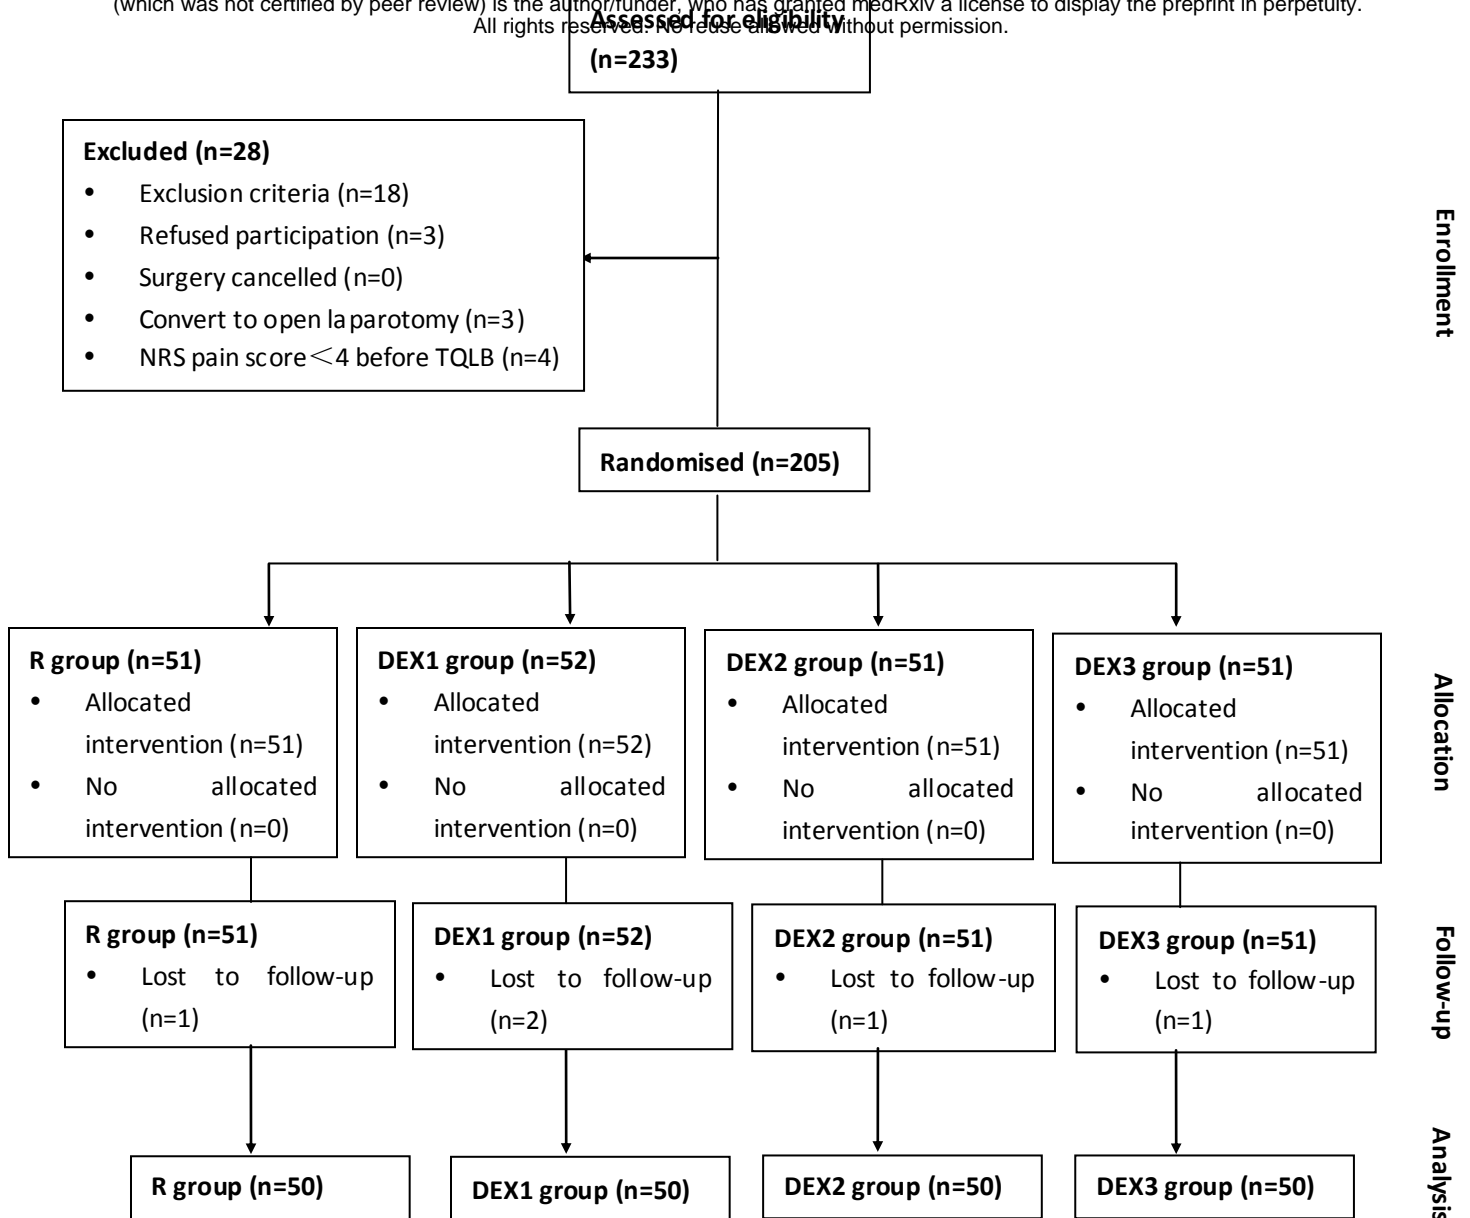 (which was not certified by peer review) is the author/funder, who has granted medRxiv a license to display the preprint in perpetuity.
All rights reserved. No reuse allowed without permission.
Assessed for eligibility
(n=233)
Excluded (n=28)
• Exclusion criteria (n=18)
• Refused participation (n=3)
• Surgery cancelled (n=0)
• Convert to open laparotomy (n=3)
• NRS pain score＜4 before TQLB (n=4)
Enrollment
Randomised (n=205)
R group (n=51)
• Allocated
intervention (n=51)
• No allocated
intervention (n=0)
DEX1 group (n=52)
• Allocated
intervention (n=52)
• No allocated
intervention (n=0)
DEX2 group (n=51)
• Allocated
intervention (n=51)
• No allocated
intervention (n=0)
DEX3 group (n=51)
• Allocated
intervention (n=51)
• No allocated
intervention (n=0)
Allocation
R group (n=51)
• Lost to follow-up
(n=1)
DEX1 group (n=52)
• Lost to follow-up
(n=2)
DEX2 group (n=51)
• Lost to follow-up
(n=1)
DEX3 group (n=51)
• Lost to follow-up
(n=1)
Follow-up
R group (n=50)
DEX1 group (n=50)
DEX2 group (n=50)
DEX3 group (n=50)
Analysis